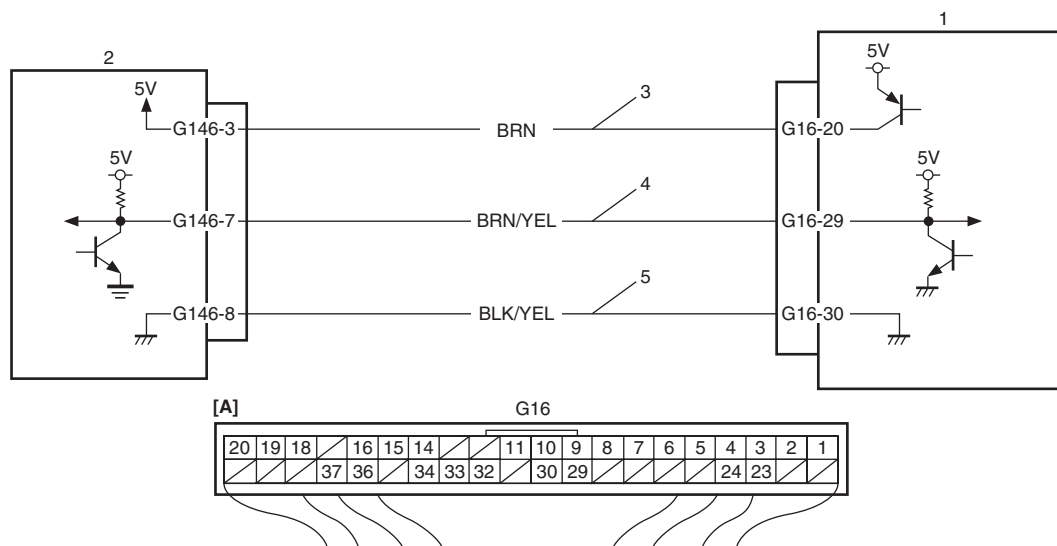 1
2
5V
5V
3
G146-3
BRN
G16-20
5V
5V
4
G146-7
BRN/YEL
G16-29
5
G146-8
BLK/YEL
G16-30
[A]
G16
20 19 18 16 15 14 11 10 9 8 7 6 5 4 3 2 1
37 36 34 33 32 30 29 24 23